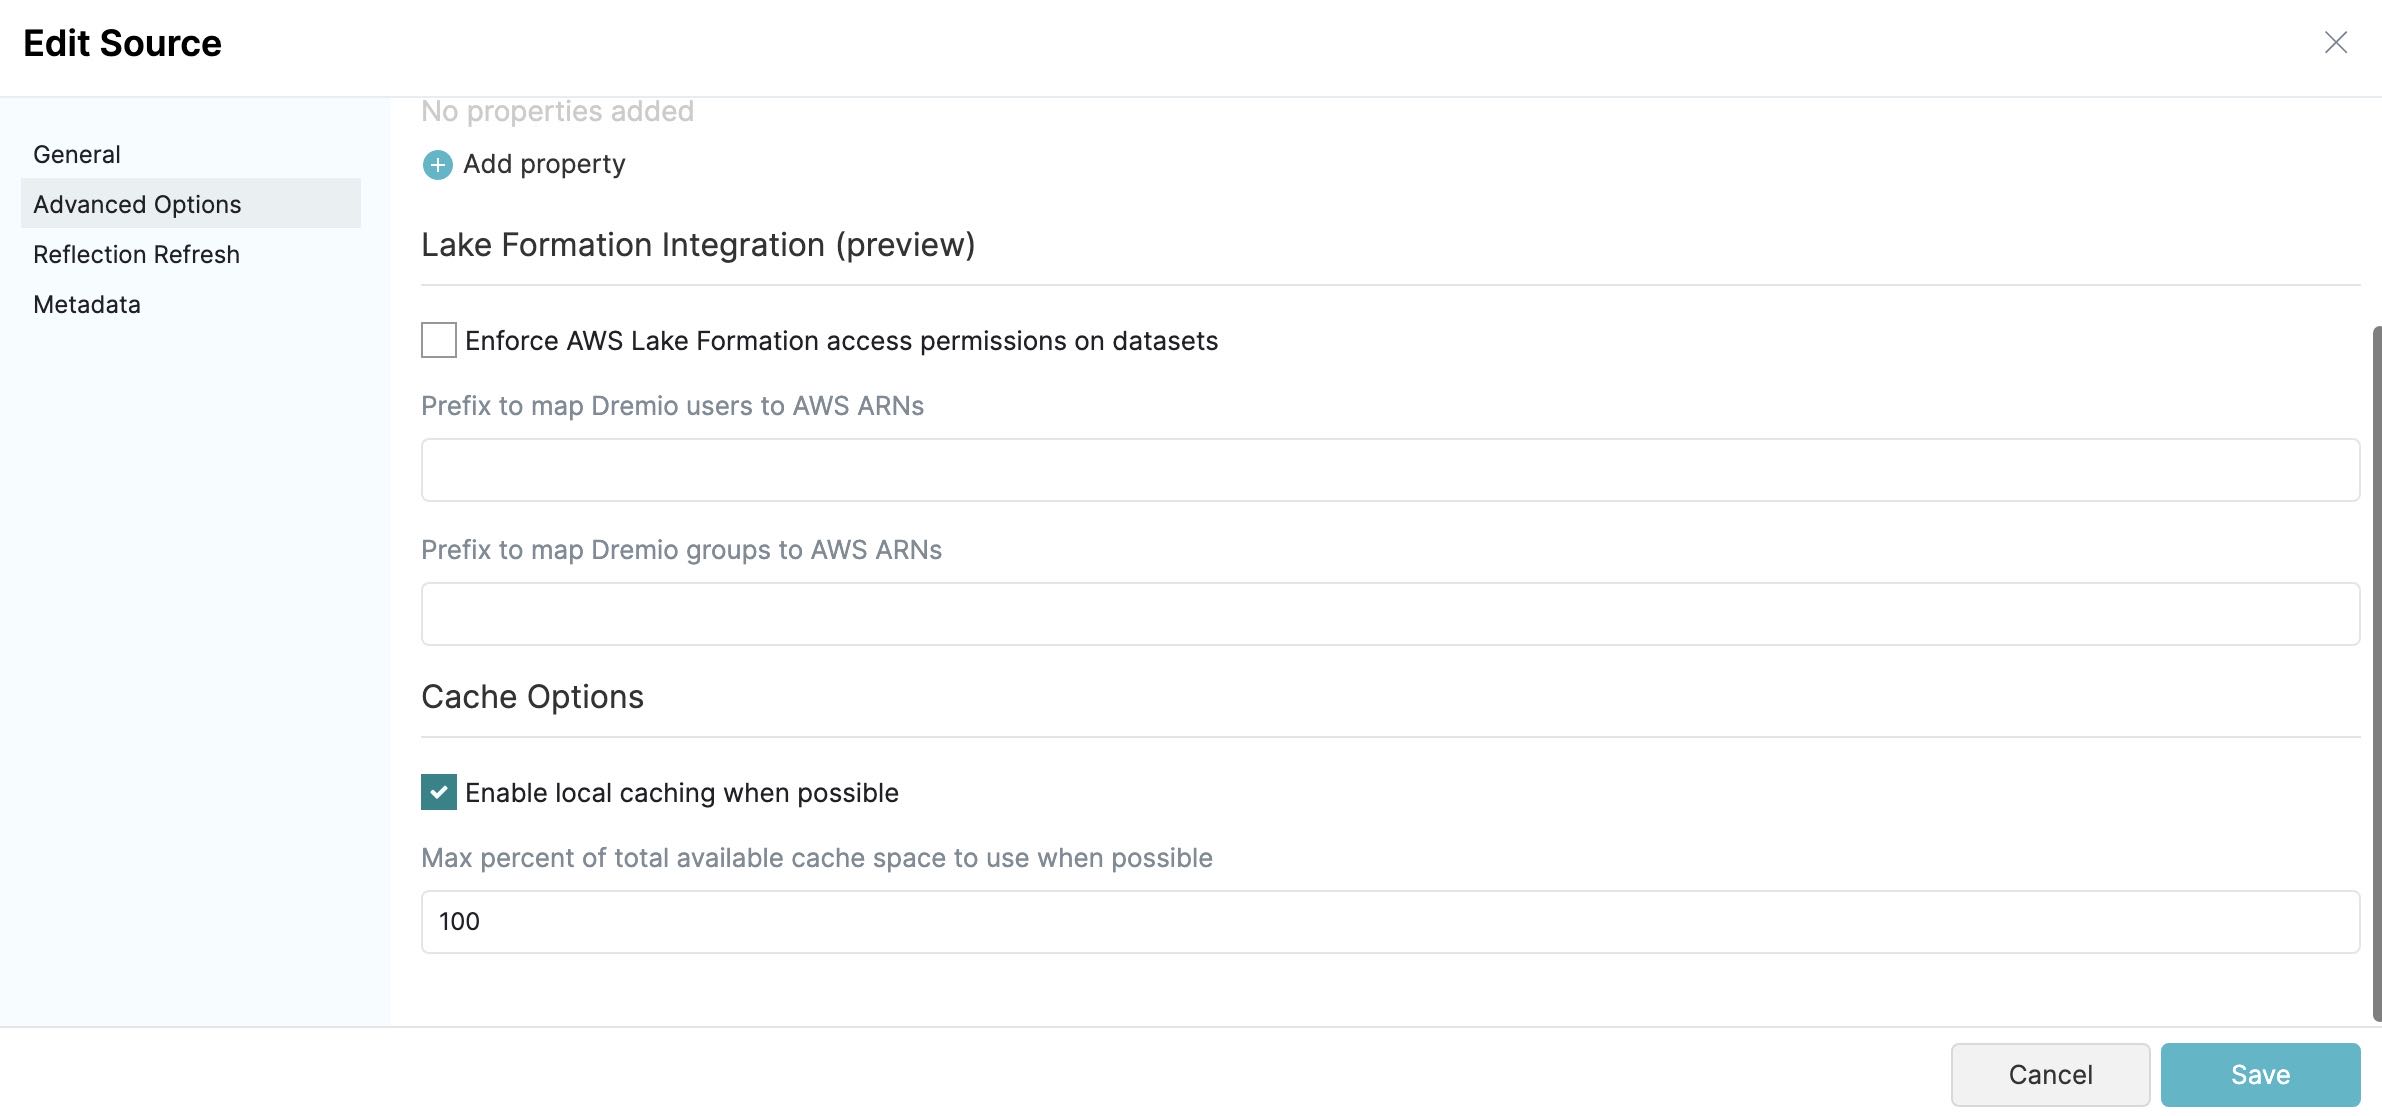 Edit Source
General
Advanced Options
Reflection Refresh
Metadata
No properties added
Add property
Lake Formation Integration (preview)
Enforce AWS Lake Formation access permissions on datasets
Prefix to map Dremio users to AWS ARNs
Prefix to map Dremio groups to AWS ARNs
Cache Options
Enable local caching when possible
Max percent of total available cache space to use when possible
100
Cancel
Save